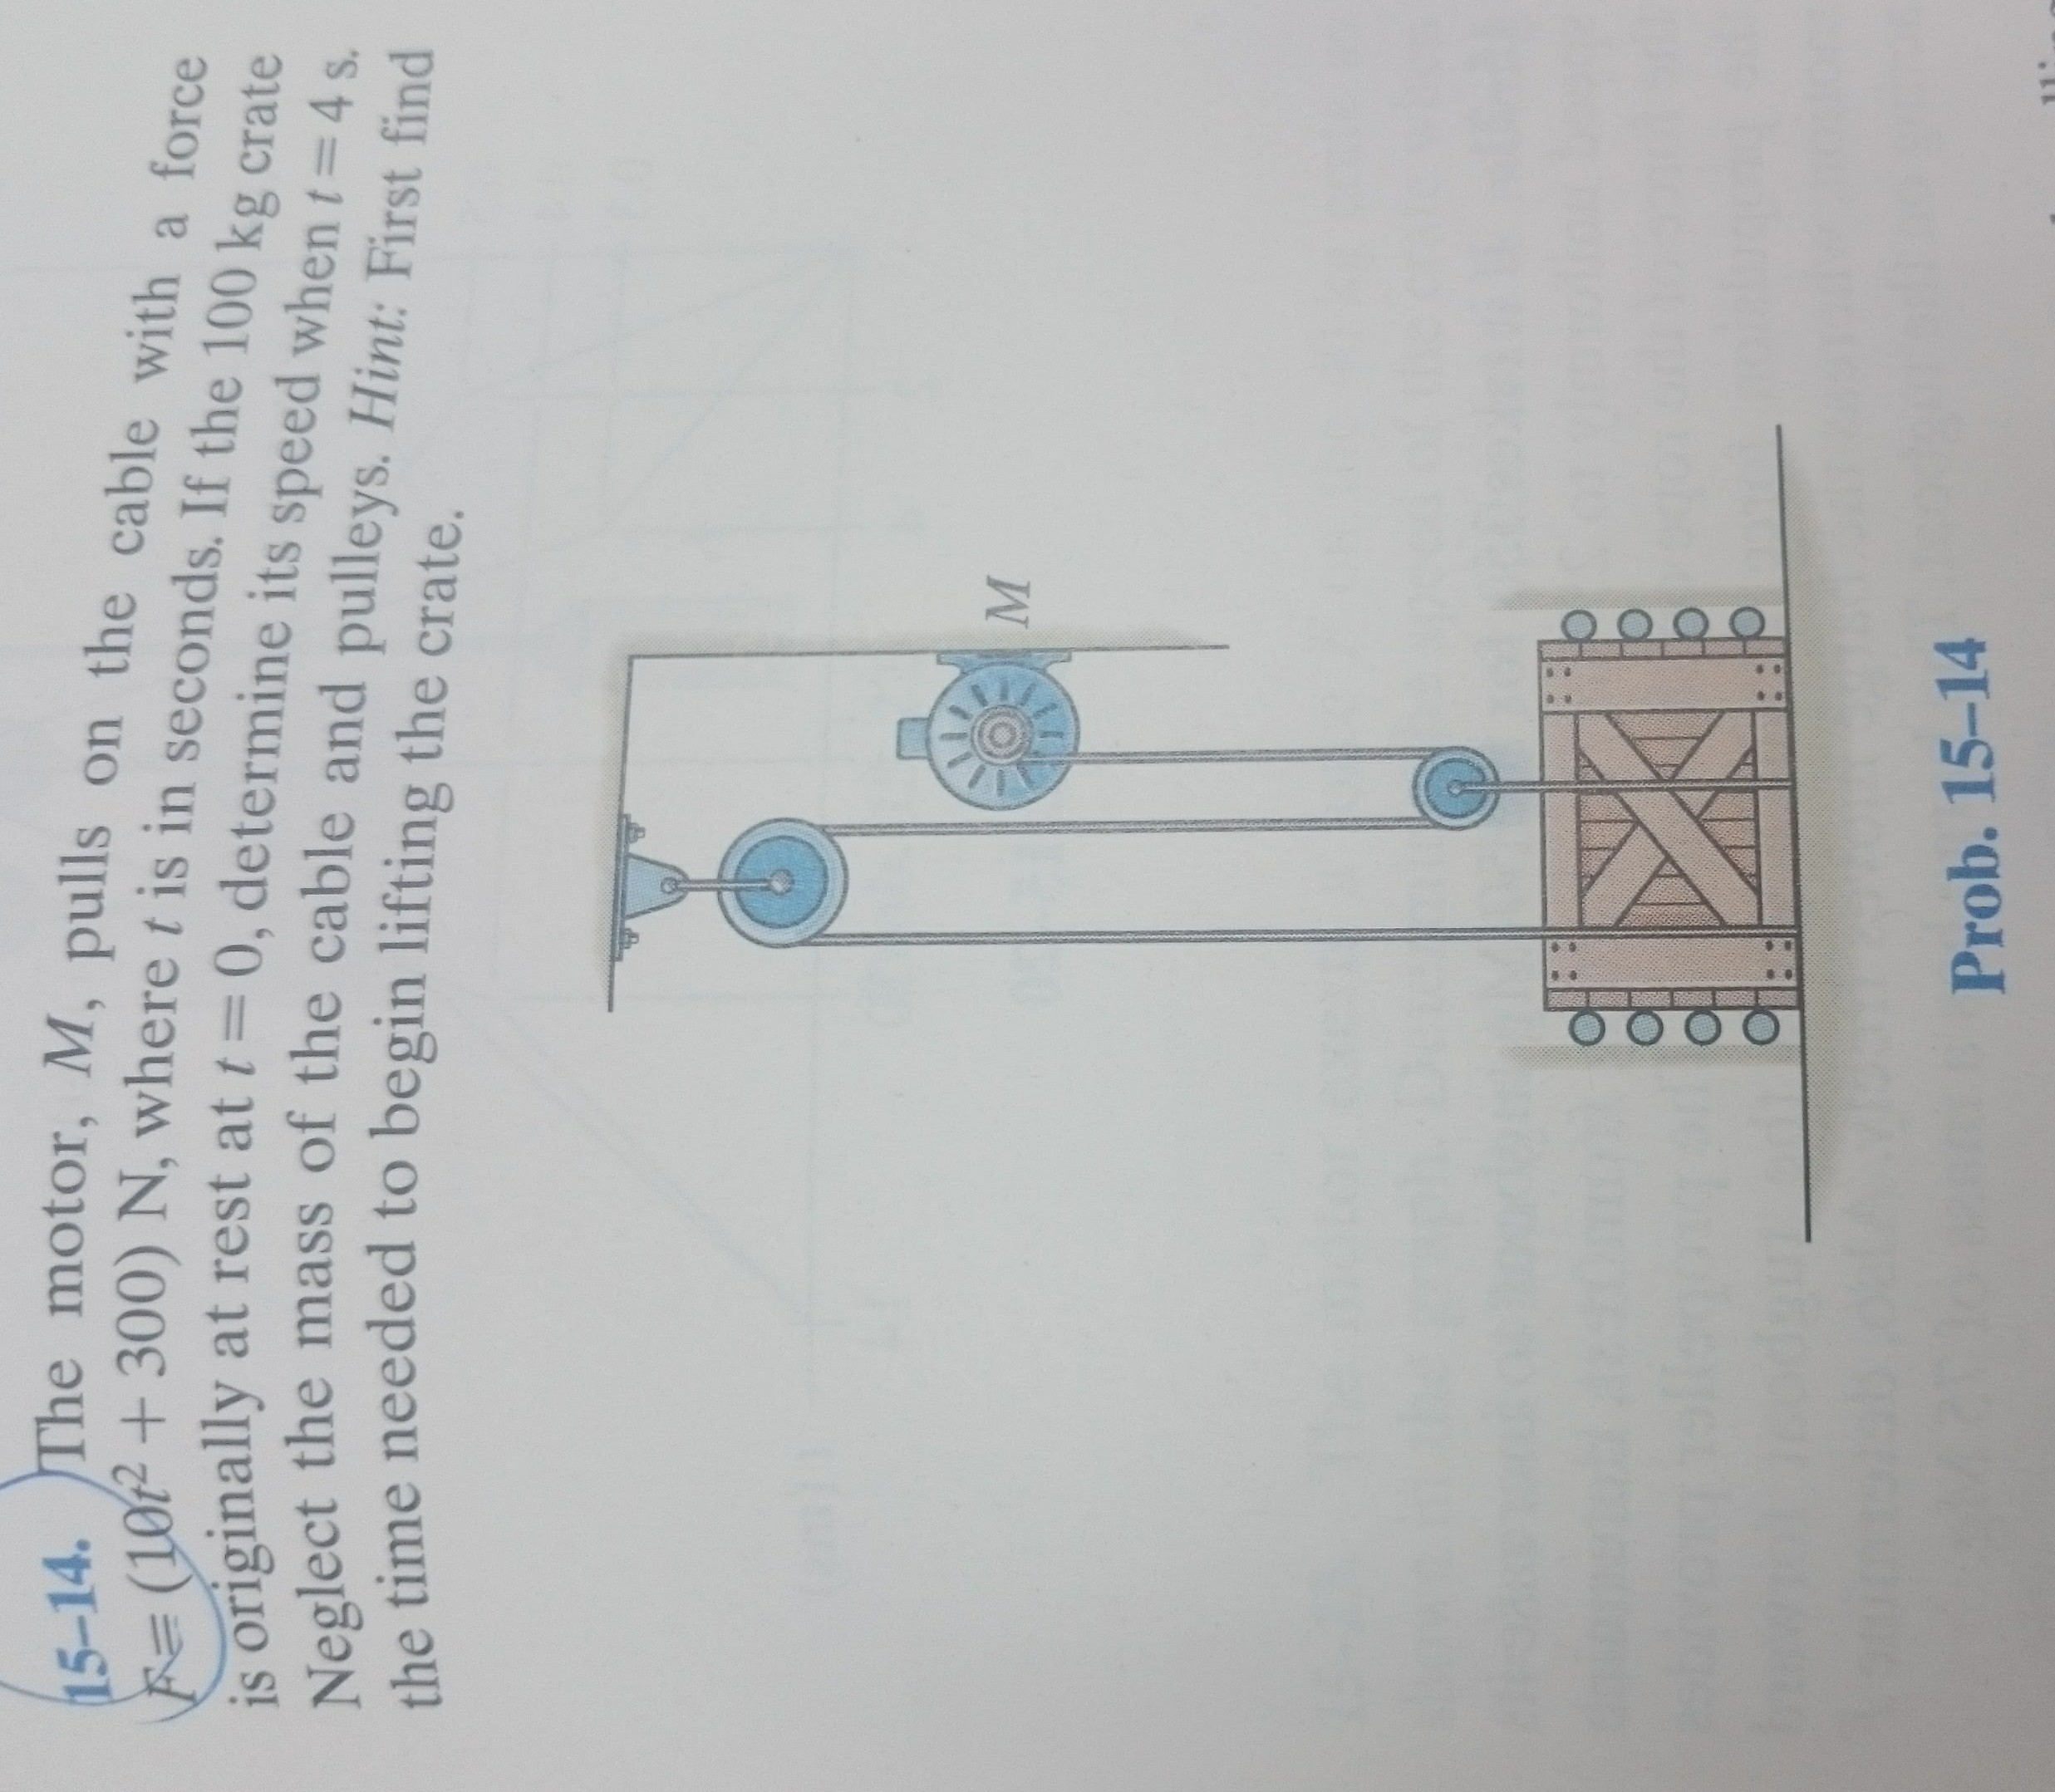 15–14. The motor, M, pulls on the cable with a force
F = (10t² + 300) N, where t is in seconds. If the 100 kg crate
is originally at rest at t = 0, determine its speed when t = 4 s.
Neglect the mass of the cable and pulleys. Hint: First find
the time needed to begin lifting the crate.
M
Prob. 15–14